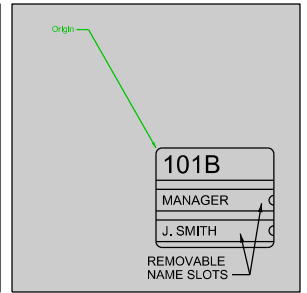 Origin
101B
MANAGER
J. SMITH
REMOVABLE
NAME SLOTS